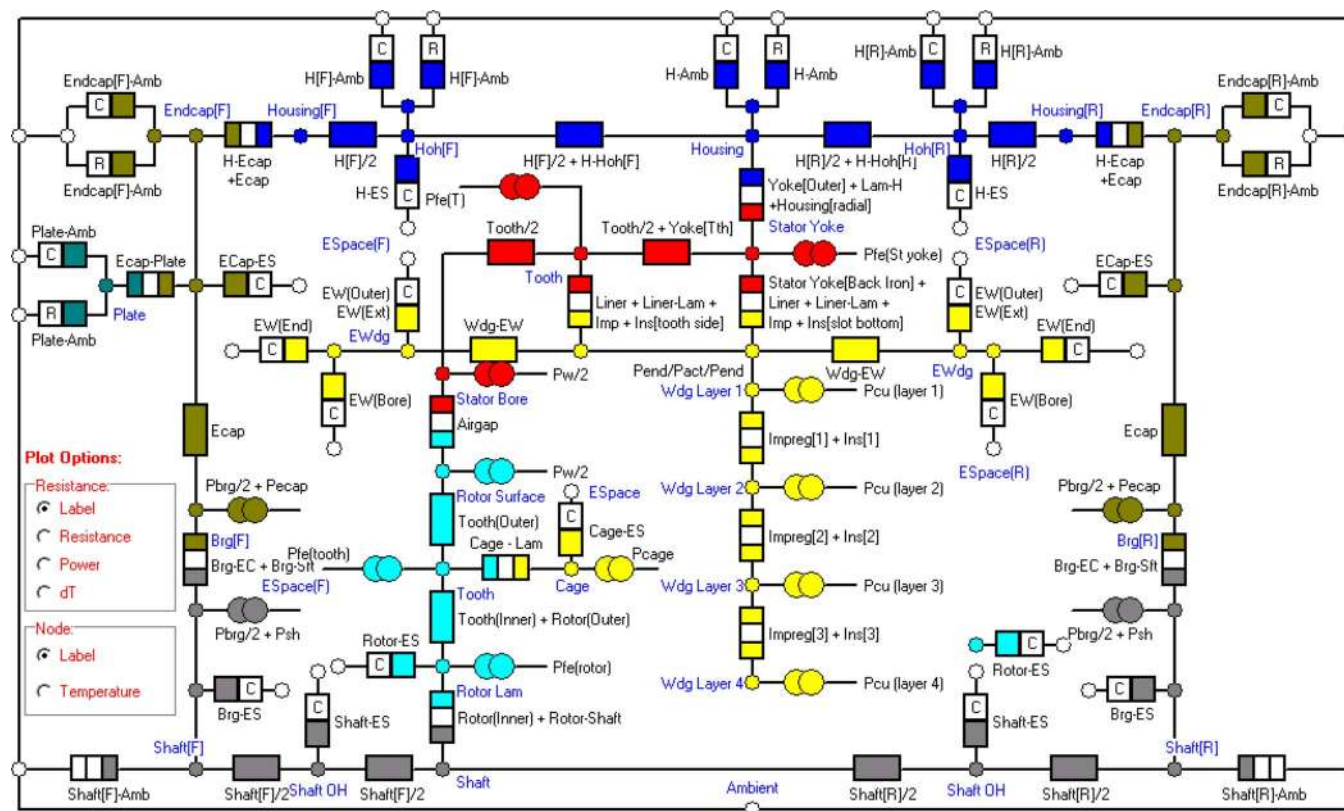 C
R
C
R
C
R
H[F]-Amb
H[F]-Amb
H-Amb
H-Amb
H[R]-Amb
H[R]-Amb
Endcap[F]-Amb
Endcap[R]-Amb
C
Endcap[F]
Housing[F]
Housing[R]
Endcap[R]
C
R
Endcap[F]-Amb
H-Ecap
+Ecap
H[F]/2
Hoh[F]
H[F]/2 + H-Hoh[F]
Housing
H[R]/2 + H-Hoh[R]
Hoh[R]
H[R]/2
H-Ecap
+Ecap
R
Endcap[R]-Amb
H-ES
C
Pfe(T)
Yoke[Outer] + Lam-H
+Housing[radial]
H-ES
C
Plate-Amb
C
Ecap-Plate
ECap-ES
C
ESpace(F)
Tooth/2
Tooth/2 + Yoke[Tth]
Stator Yoke
Pfe(St yoke)
ESpace(R)
ECap-ES
C
R
Plate-Amb
Plate
EW(Outer)
EW(Ext)
C
Tooth
Liner + Liner-Lam +
Imp + Ins[tooth side]
Stator Yoke[Back Iron] +
Liner + Liner-Lam +
Imp + Ins[slot bottom]
C
EW(Outer)
EW(Ext)
EW(End)
C
EWdg
Wdg-EW
EW(End)
C
EW(Bore)
C
Pw/2
Stator Bore
Airgap
Pend/Pact/Pend
Wdg-EW
EWdg
Wdg Layer 1
Pcu (layer 1)
EW(Bore)
C
Ecap
Impreg[1] + Ins[1]
Ecap
Plot Options:
Resistance:
Label
Resistance
Power
dT
Node:
Label
Temperature
Pbrg/2 + Pecap
Pw/2
Rotor Surface
ESpace
Wdg Layer 2
Pcu (layer 2)
ESpace(R)
Pbrg/2 + Pecap
Tooth(Outer)
C
Cage-ES
Brg[F]
Brg-EC + Brg-Sft
Pfe(tooth)
Cage - Lam
Pcage
Impreg[2] + Ins[2]
Brg[R]
Brg-EC + Brg-Sft
ESpace(F)
Tooth
Cage
Wdg Layer 3
Pcu (layer 3)
Pbrg/2 + Psh
Tooth(Inner) + Rotor(Outer)
Impreg[3] + Ins[3]
Pbrg/2 + Psh
Rotor-ES
C
Pfe(rotor)
C
Rotor-ES
C
Brg-ES
C
Shaft-ES
Rotor Lam
Rotor(Inner) + Rotor-Shaft
Wdg Layer 4
Pcu (layer 4)
C
Shaft-ES
C
Brg-ES
Shaft[F]
Shaft[R]
Shaft[F]-Amb
Shaft[F]/2
Shaft OH
Shaft[F]/2
Shaft
Ambient
Shaft[R]/2
Shaft OH
Shaft[R]/2
Shaft[R]-Amb